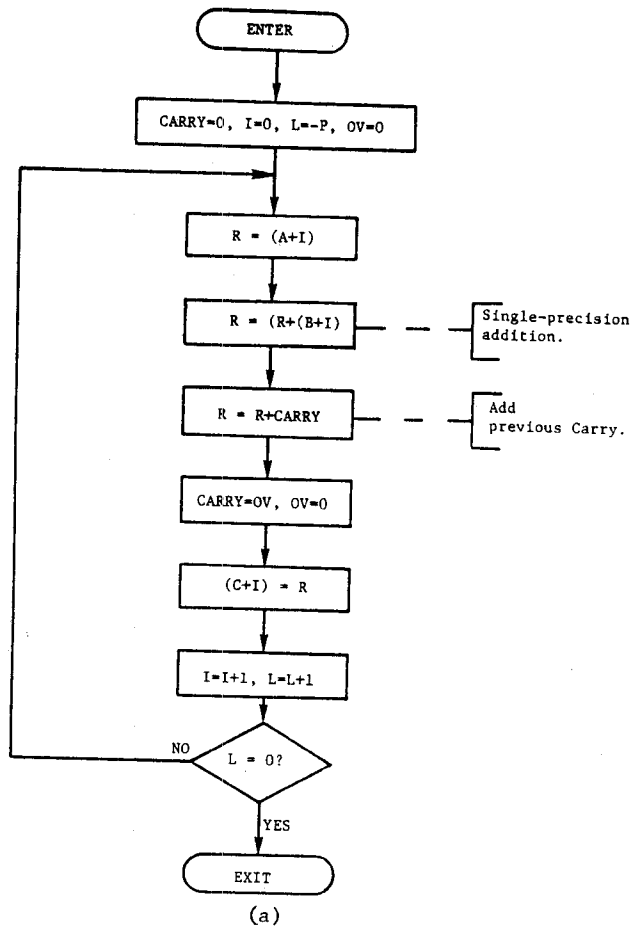 ENTER
CARRY=0, I=0, L=-P, OV=0
R = (A+I)
R = (R+(B+I)
Single-precision
addition.
R = R+CARRY
Add
previous Carry.
CARRY=OV, OV=0
(C+I) = R
I=I+1, L=L+1
NO
L = 0?
YES
EXIT
(a)